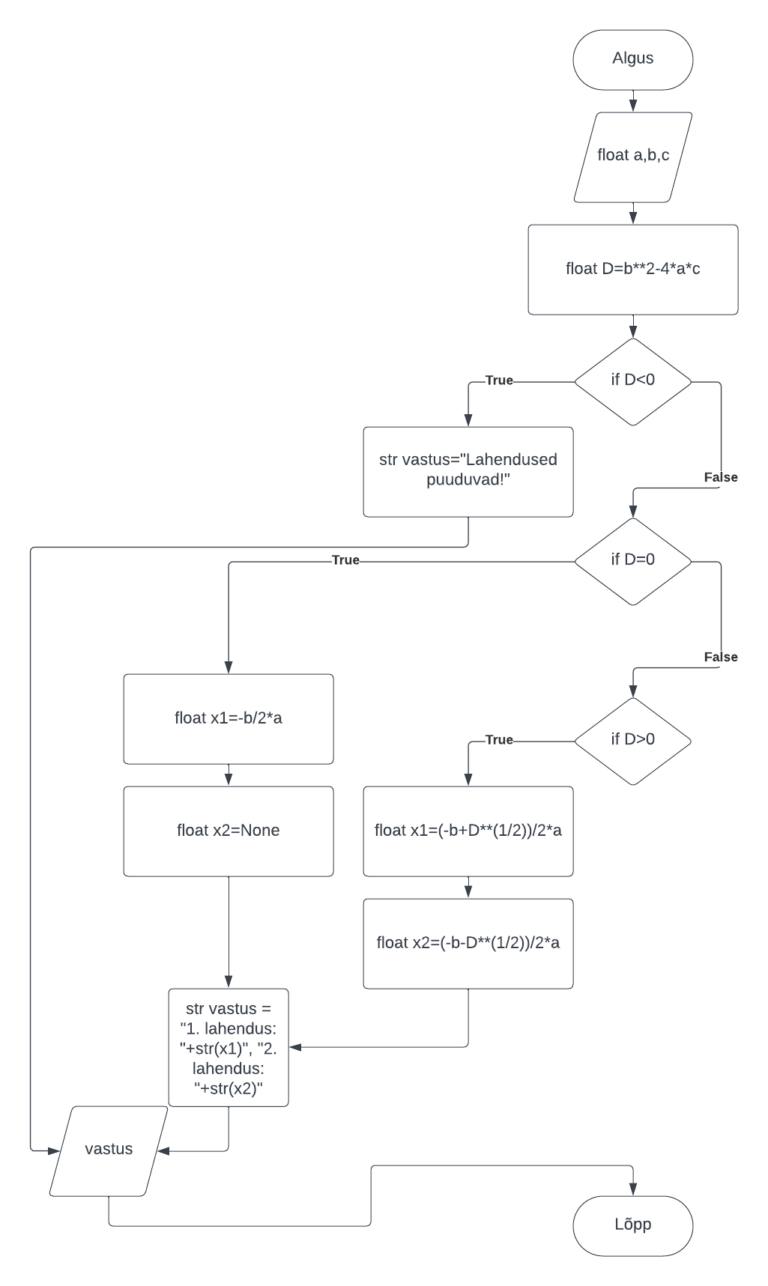 Algus
float a,b,c
float D=b**2-4*a*c
if D<0
True
str vastus="Lahendused
puuduvad!"
False
if D=0
True
False
float x1=-b/2*a
if D>0
True
float x2=None
float x1=(-b+D**(1/2))/2*a
float x2=(-b-D**(1/2))/2*a
str vastus =
"1. lahendus:
"+str(x1)", "2.
lahendus:
"+str(x2)"
vastus
Lõpp